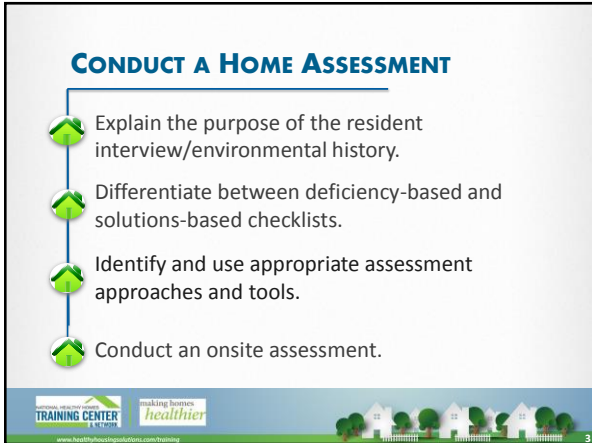 CONDUCT A HOME ASSESSMENT
Explain the purpose of the resident
interview/environmental history.
Differentiate between deficiency-based and
solutions-based checklists.
Identify and use appropriate assessment
approaches and tools.
Conduct an onsite assessment.
NATIONAL HEALTHY HOMES
TRAINING CENTER
& NETWORK
making homes
healthier
www.healthyhousingsolutions.com/training
3